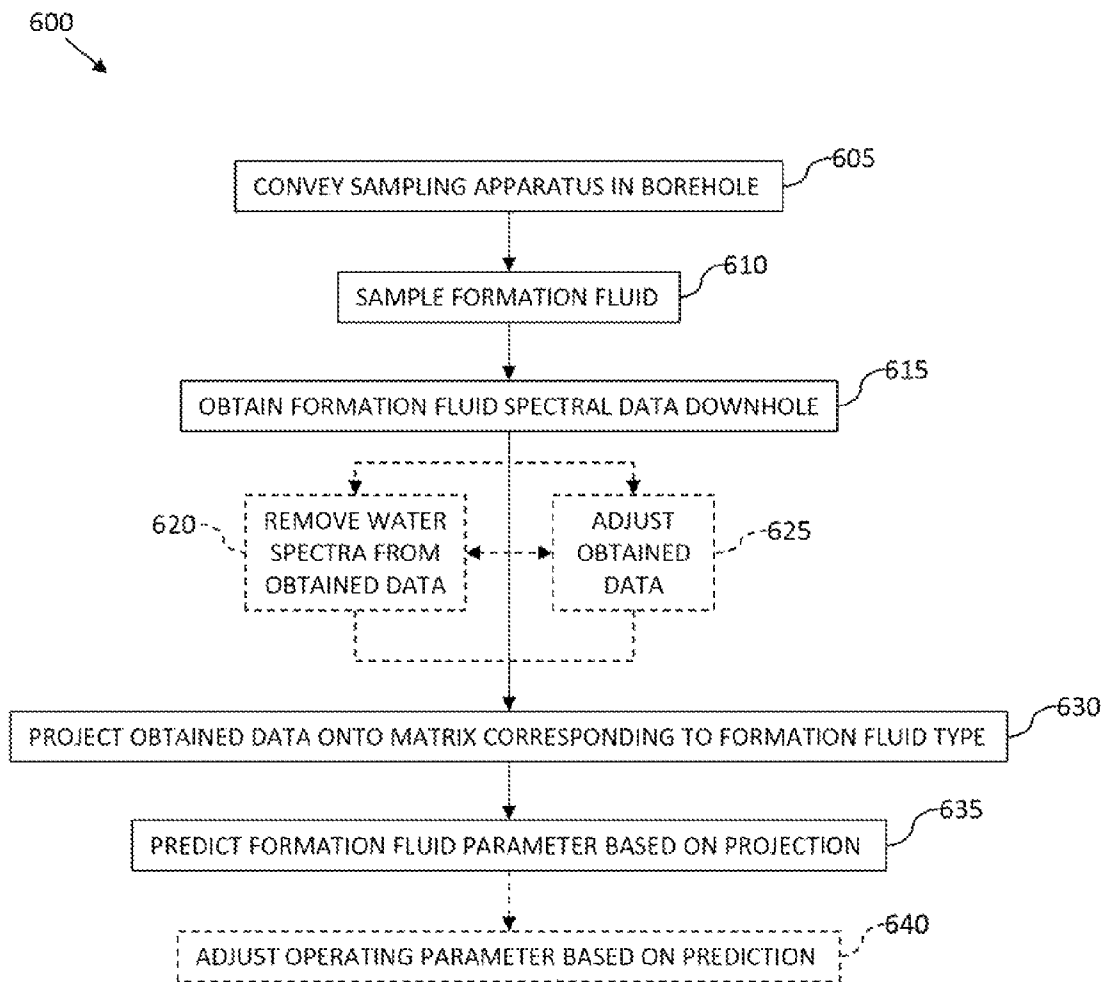 600
605
CONVEY SAMPLING APPARATUS IN BOREHOLE
610
SAMPLE FORMATION FLUID
615
OBTAIN FORMATION FLUID SPECTRAL DATA DOWNHOLE
620
REMOVE WATER
SPECTRA FROM
OBTAINED DATA
ADJUST
OBTAINED
DATA
625
630
PROJECT OBTAINED DATA ONTO MATRIX CORRESPONDING TO FORMATION FLUID TYPE
635
PREDICT FORMATION FLUID PARAMETER BASED ON PROJECTION
640
ADJUST OPERATING PARAMETER BASED ON PREDICTION